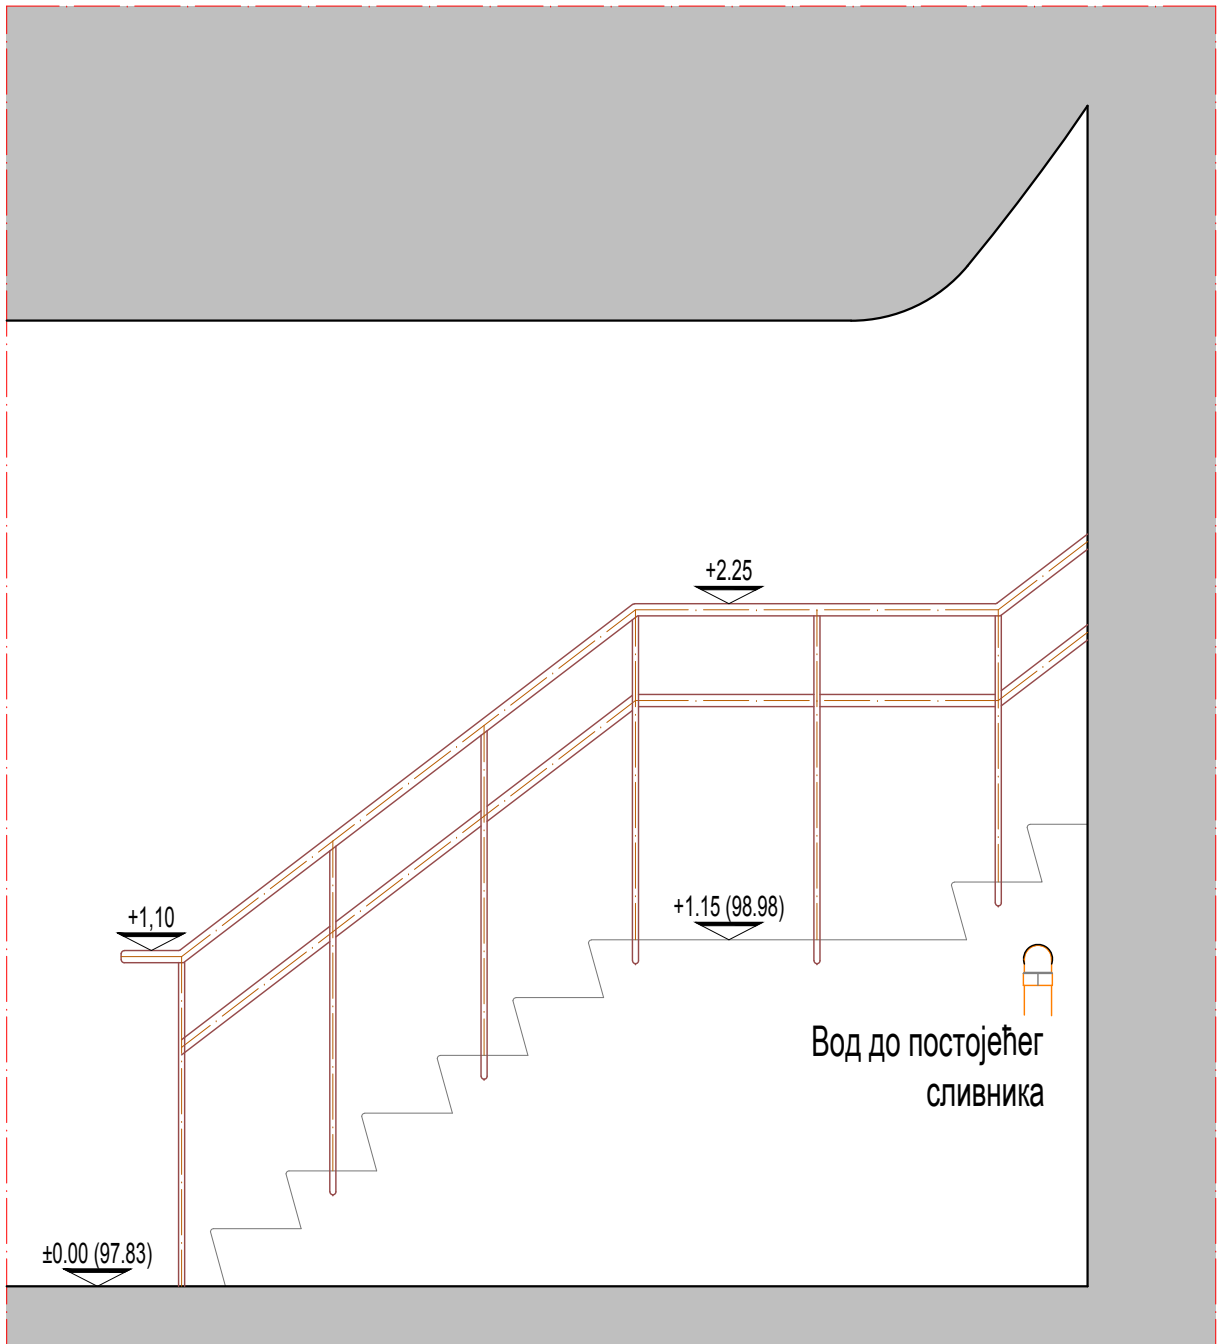 +2.25
+1,10
+1.15 (98.98)
Вод до постојећег
сливника
±0.00 (97.83)